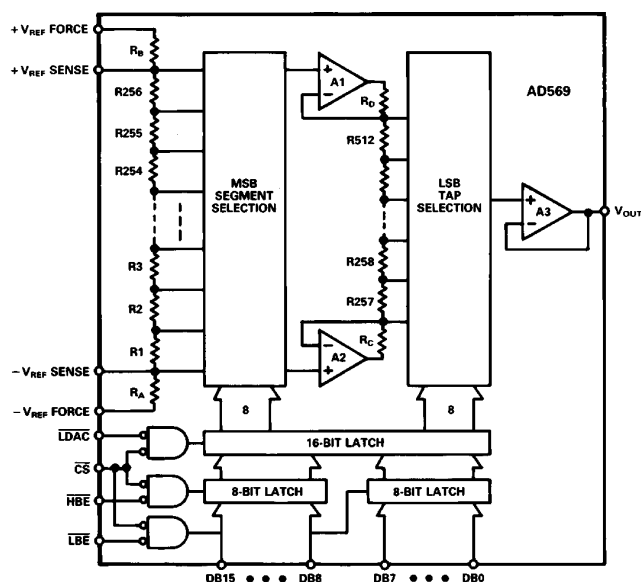 + VREF FORCE
RB
+ VREF SENSE
R256
R255
R254
R3
R2
R1
− VREF SENSE
RA
− VREF FORCE
MSB
SEGMENT
SELECTION
+
−
A1
RD
R512
R258
R257
RC
−
+
A2
LSB
TAP
SELECTION
AD569
+
−
A3
VOUT
8
8
LDAC
CS
HBE
LBE
16-BIT LATCH
8-BIT LATCH
8-BIT LATCH
DB15 • • • DB8 DB7 • • • DB0